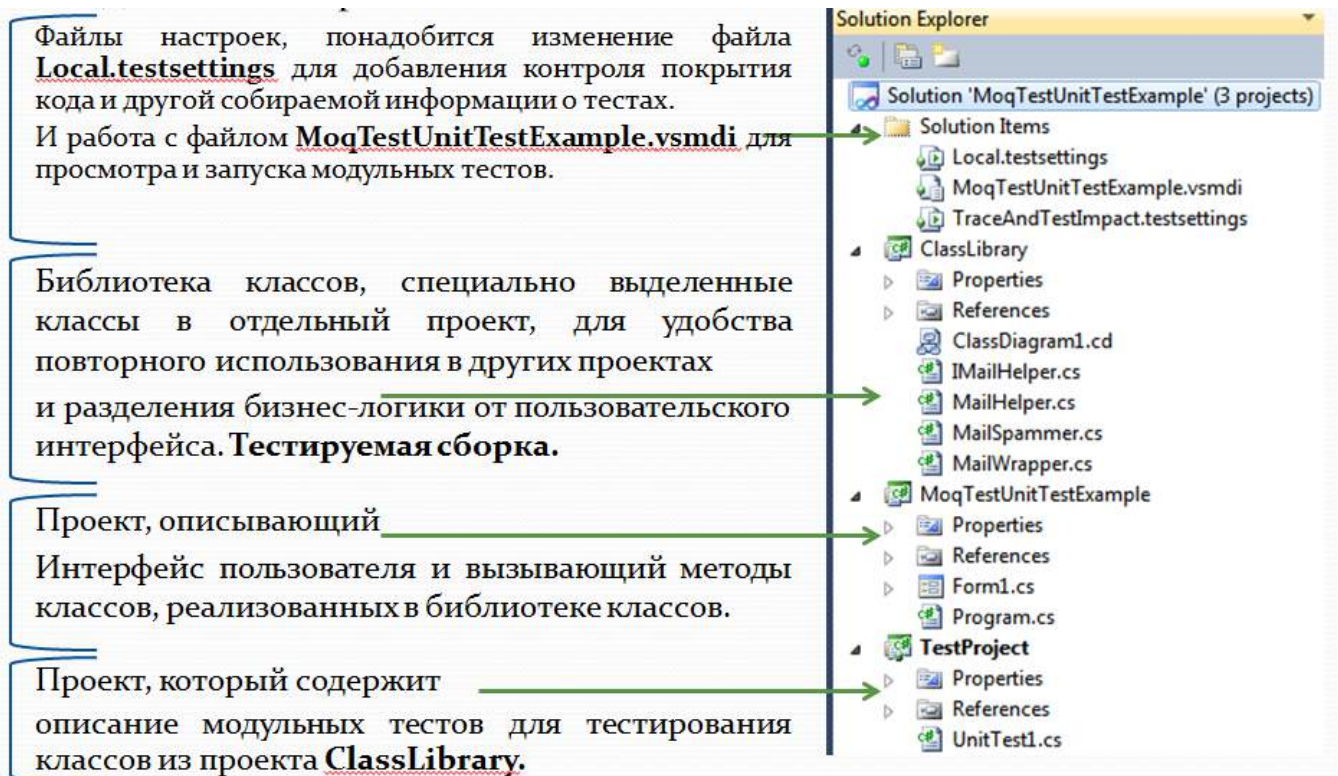 Файлы настроек, понадобится изменение файла
Local.testsettings для добавления контроля покрытия
кода и другой собираемой информации о тестах.
И работа с файлом MoqTestUnitTestExample.vsmdi для
просмотра и запуска модульных тестов.
Библиотека классов, специально выделенные
классы в отдельный проект, для удобства
повторного использования в других проектах
и разделения бизнес-логики от пользовательского
интерфейса. Тестируемая сборка.
Проект, описывающий
Интерфейс пользователя и вызывающий методы
классов, реализованных в библиотеке классов.
Проект, который содержит
описание модульных тестов для тестирования
классов из проекта ClassLibrary.
Solution Explorer
Solution 'MoqTestUnitTestExample' (3 projects)
Solution Items
Local.testsettings
MoqTestUnitTestExample.vsmdi
TraceAndTestImpact.testsettings
ClassLibrary
Properties
References
ClassDiagram1.cd
IMailHelper.cs
MailHelper.cs
MailSpammer.cs
MailWrapper.cs
MoqTestUnitTestExample
Properties
References
Form1.cs
Program.cs
TestProject
Properties
References
UnitTest1.cs